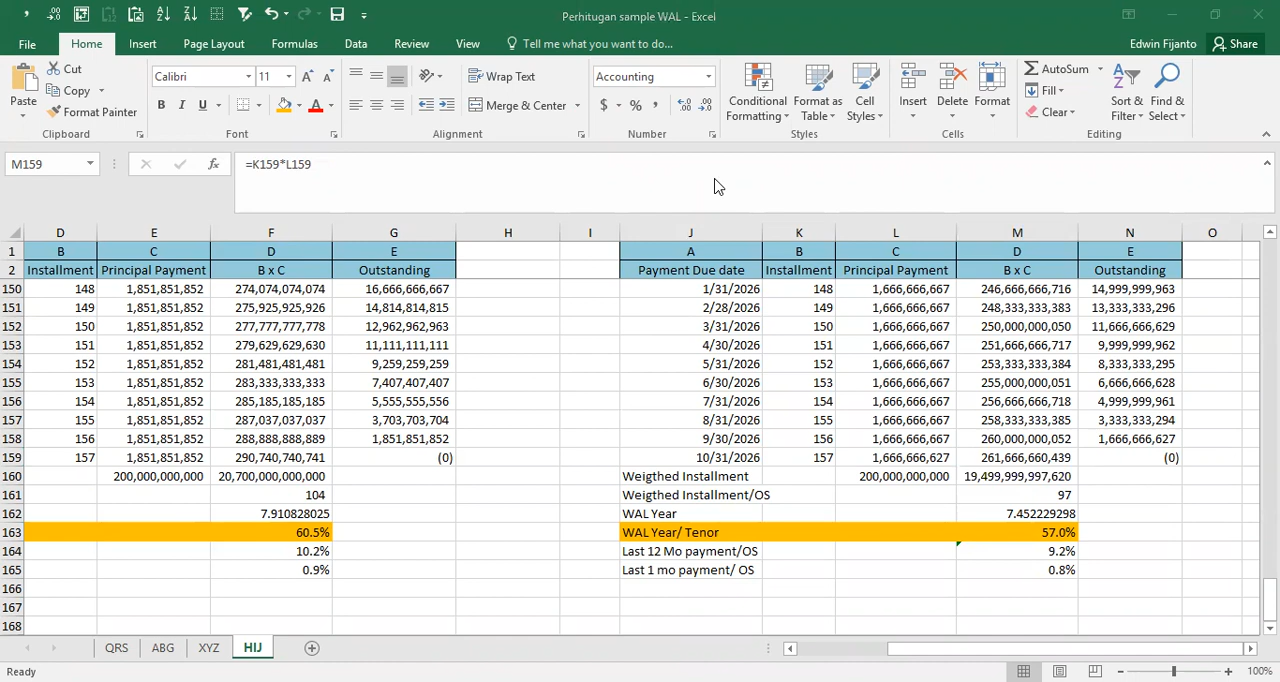 Perhitugan sample WAL - Excel
File Home Insert Page Layout Formulas Data Review View Tell me what you want to do... Edwin Fijanto Share
Paste Cut Copy Format Painter Clipboard
Calibri 11 B I U A Font
Wrap Text Merge & Center Alignment
Accounting $ % , Number
Conditional Formatting Format as Table Cell Styles Styles
Insert Delete Format Cells
AutoSum Fill Clear Sort & Filter Find & Select Editing
M159 fx =K159*L159
D E F G H I J K L M N O
1 B C D E A B C D E
2 Installment Principal Payment B x C Outstanding Payment Due date Installment Principal Payment B x C Outstanding
150 148 1,851,851,852 274,074,074,074 16,666,666,667 1/31/2026 148 1,666,666,667 246,666,666,716 14,999,999,963
151 149 1,851,851,852 275,925,925,926 14,814,814,815 2/28/2026 149 1,666,666,667 248,333,333,383 13,333,333,296
152 150 1,851,851,852 277,777,777,778 12,962,962,963 3/31/2026 150 1,666,666,667 250,000,000,050 11,666,666,629
153 151 1,851,851,852 279,629,629,630 11,111,111,111 4/30/2026 151 1,666,666,667 251,666,666,717 9,999,999,962
154 152 1,851,851,852 281,481,481,481 9,259,259,259 5/31/2026 152 1,666,666,667 253,333,333,384 8,333,333,295
155 153 1,851,851,852 283,333,333,333 7,407,407,407 6/30/2026 153 1,666,666,667 255,000,000,051 6,666,666,628
156 154 1,851,851,852 285,185,185,185 5,555,555,556 7/31/2026 154 1,666,666,667 256,666,666,718 4,999,999,961
157 155 1,851,851,852 287,037,037,037 3,703,703,704 8/31/2026 155 1,666,666,667 258,333,333,385 3,333,333,294
158 156 1,851,851,852 288,888,888,889 1,851,851,852 9/30/2026 156 1,666,666,667 260,000,000,052 1,666,666,627
159 157 1,851,851,852 290,740,740,741 (0) 10/31/2026 157 1,666,666,627 261,666,660,439 (0)
160 200,000,000,000 20,700,000,000,000 Weigthed Installment 200,000,000,000 19,499,999,997,620
161 104 Weigthed Installment/OS 97
162 7.910828025 WAL Year 7.452229298
163 60.5% WAL Year/ Tenor 57.0%
164 10.2% Last 12 Mo payment/OS 9.2%
165 0.9% Last 1 mo payment/ OS 0.8%
166
167
168
QRS ABG XYZ HIJ
Ready 100%